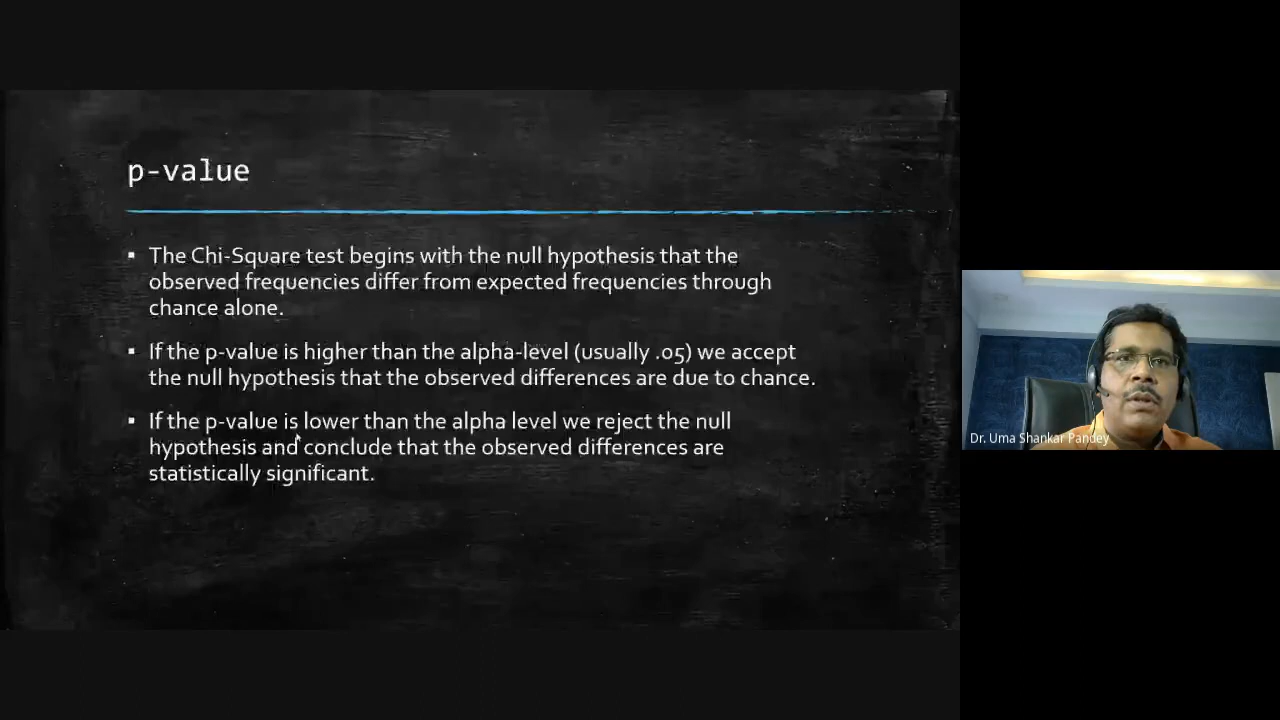 p-value
▪ The Chi-Square test begins with the null hypothesis that the
observed frequencies differ from expected frequencies through
chance alone.
▪ If the p-value is higher than the alpha-level (usually .05) we accept
the null hypothesis that the observed differences are due to chance.
▪ If the p-value is lower than the alpha level we reject the null
hypothesis and conclude that the observed differences are
statistically significant.
Dr. Uma Shankar Pandey